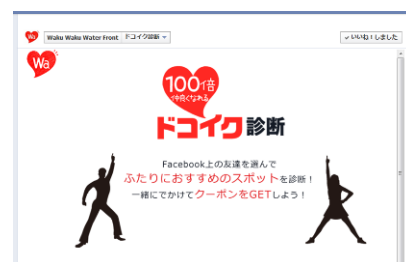 Wa Waku Waku Water Front ドコイク診断
いいね！しました
Wa
100倍
仲良くなれる
ドコイク診断
Facebook上の友達を選んで
ふたりにおすすめのスポットを診断！
一緒にでかけてクーポンをGETしよう！